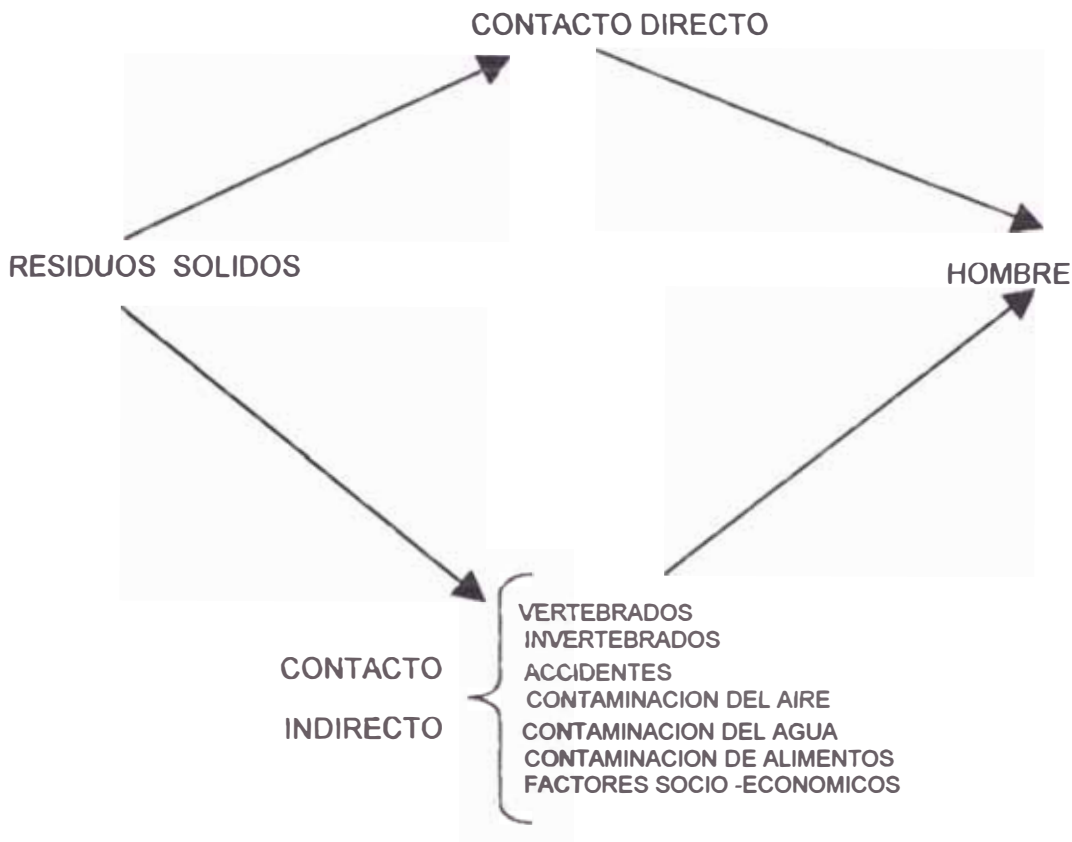 CONTACTO DIRECTO
RESIDUOS SOLIDOS
HOMBRE
CONTACTO
INDIRECTO
VERTEBRADOS
INVERTEBRADOS
ACCIDENTES
CONTAMINACION DEL AIRE
CONTAMINACION DEL AGUA
CONTAMINACION DE ALIMENTOS
FACTORES SOCIO -ECONOMICOS